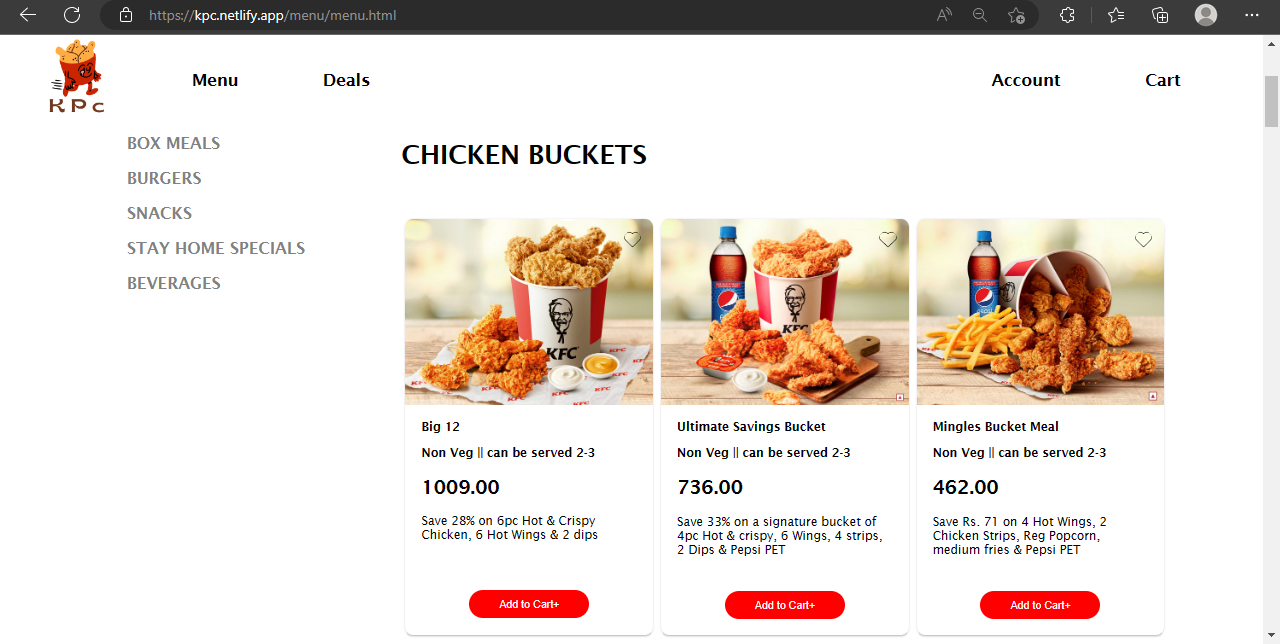 https://kpc.netlify.app/menu/menu.html
KPc
Menu
Deals
Account
Cart
BOX MEALS
BURGERS
SNACKS
STAY HOME SPECIALS
BEVERAGES
CHICKEN BUCKETS
KFC
KFC
Big 12
Non Veg || can be served 2-3
1009.00
Save 28% on 6pc Hot & Crispy
Chicken, 6 Hot Wings & 2 dips
Add to Cart+
Ultimate Savings Bucket
Non Veg || can be served 2-3
736.00
Save 33% on a signature bucket of
4pc Hot & crispy, 6 Wings, 4 strips,
2 Dips & Pepsi PET
Add to Cart+
Mingles Bucket Meal
Non Veg || can be served 2-3
462.00
Save Rs. 71 on 4 Hot Wings, 2
Chicken Strips, Reg Popcorn,
medium fries & Pepsi PET
Add to Cart+